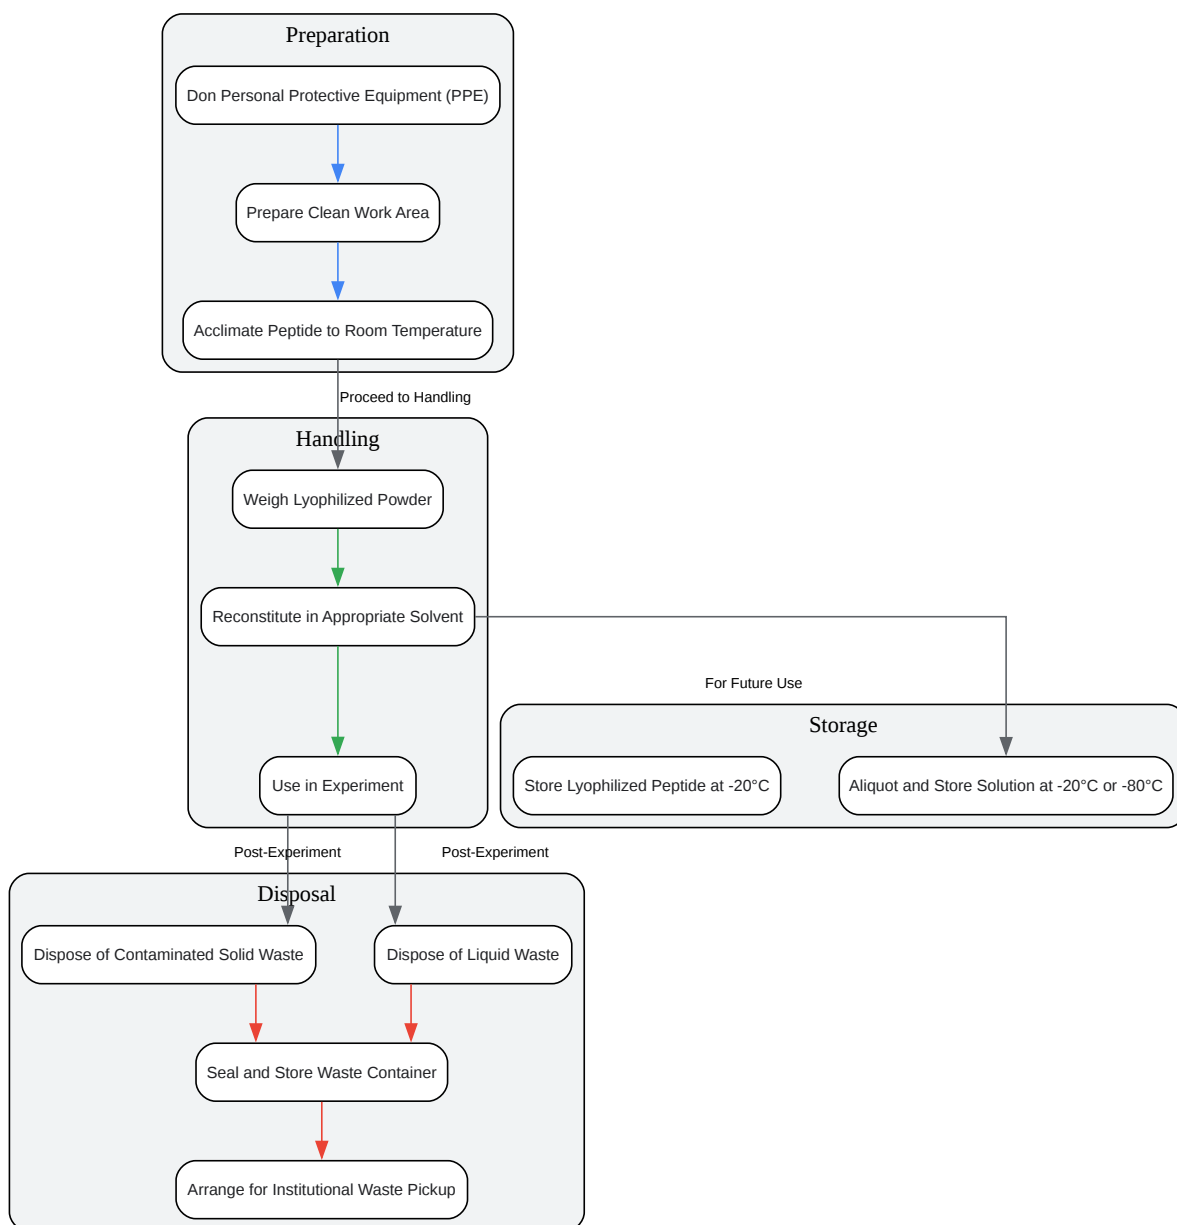 Preparation
Don Personal Protective Equipment (PPE)
Prepare Clean Work Area
Acclimate Peptide to Room Temperature
Proceed to Handling
Handling
Weigh Lyophilized Powder
Reconstitute in Appropriate Solvent
For Future Use
Storage
Use in Experiment
Store Lyophilized Peptide at -20°C
Aliquot and Store Solution at -20°C or -80°C
Post-Experiment
Post-Experiment
Disposal
Dispose of Contaminated Solid Waste
Dispose of Liquid Waste
Seal and Store Waste Container
Arrange for Institutional Waste Pickup